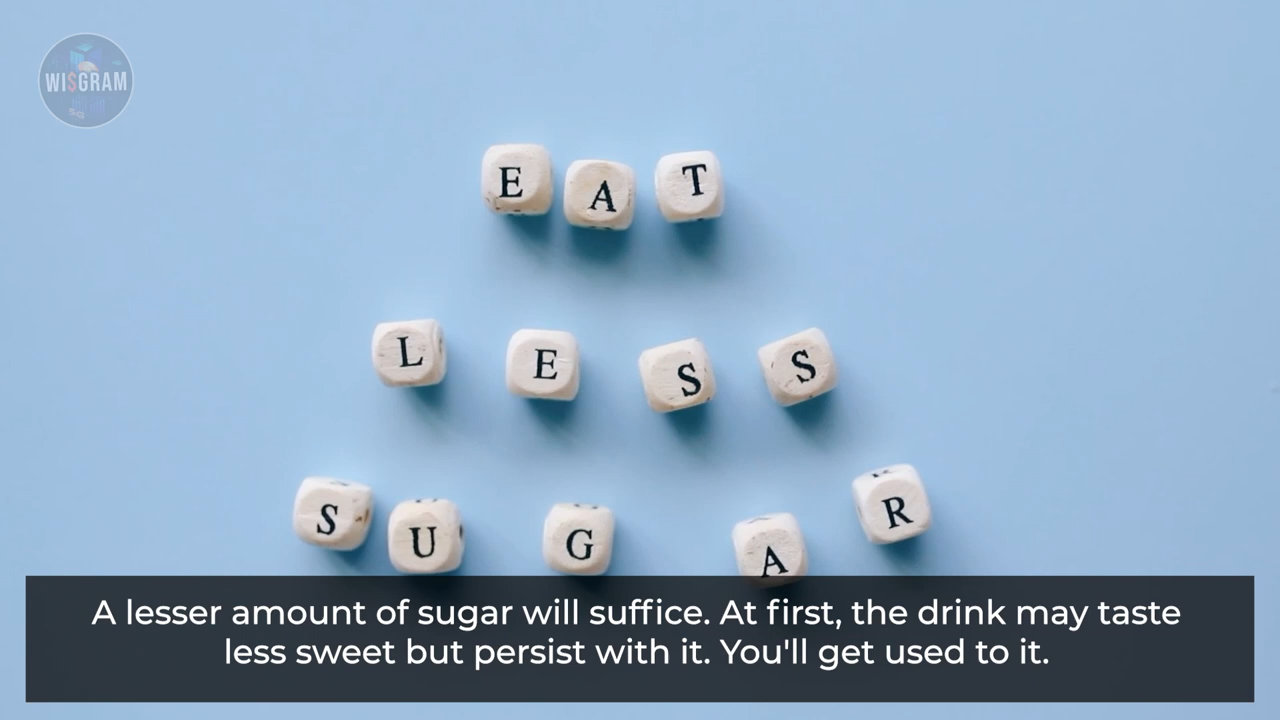 WI$GRAM
5G
EAT
LESS
SUGAR
A lesser amount of sugar will suffice. At first, the drink may taste
less sweet but persist with it. You'll get used to it.